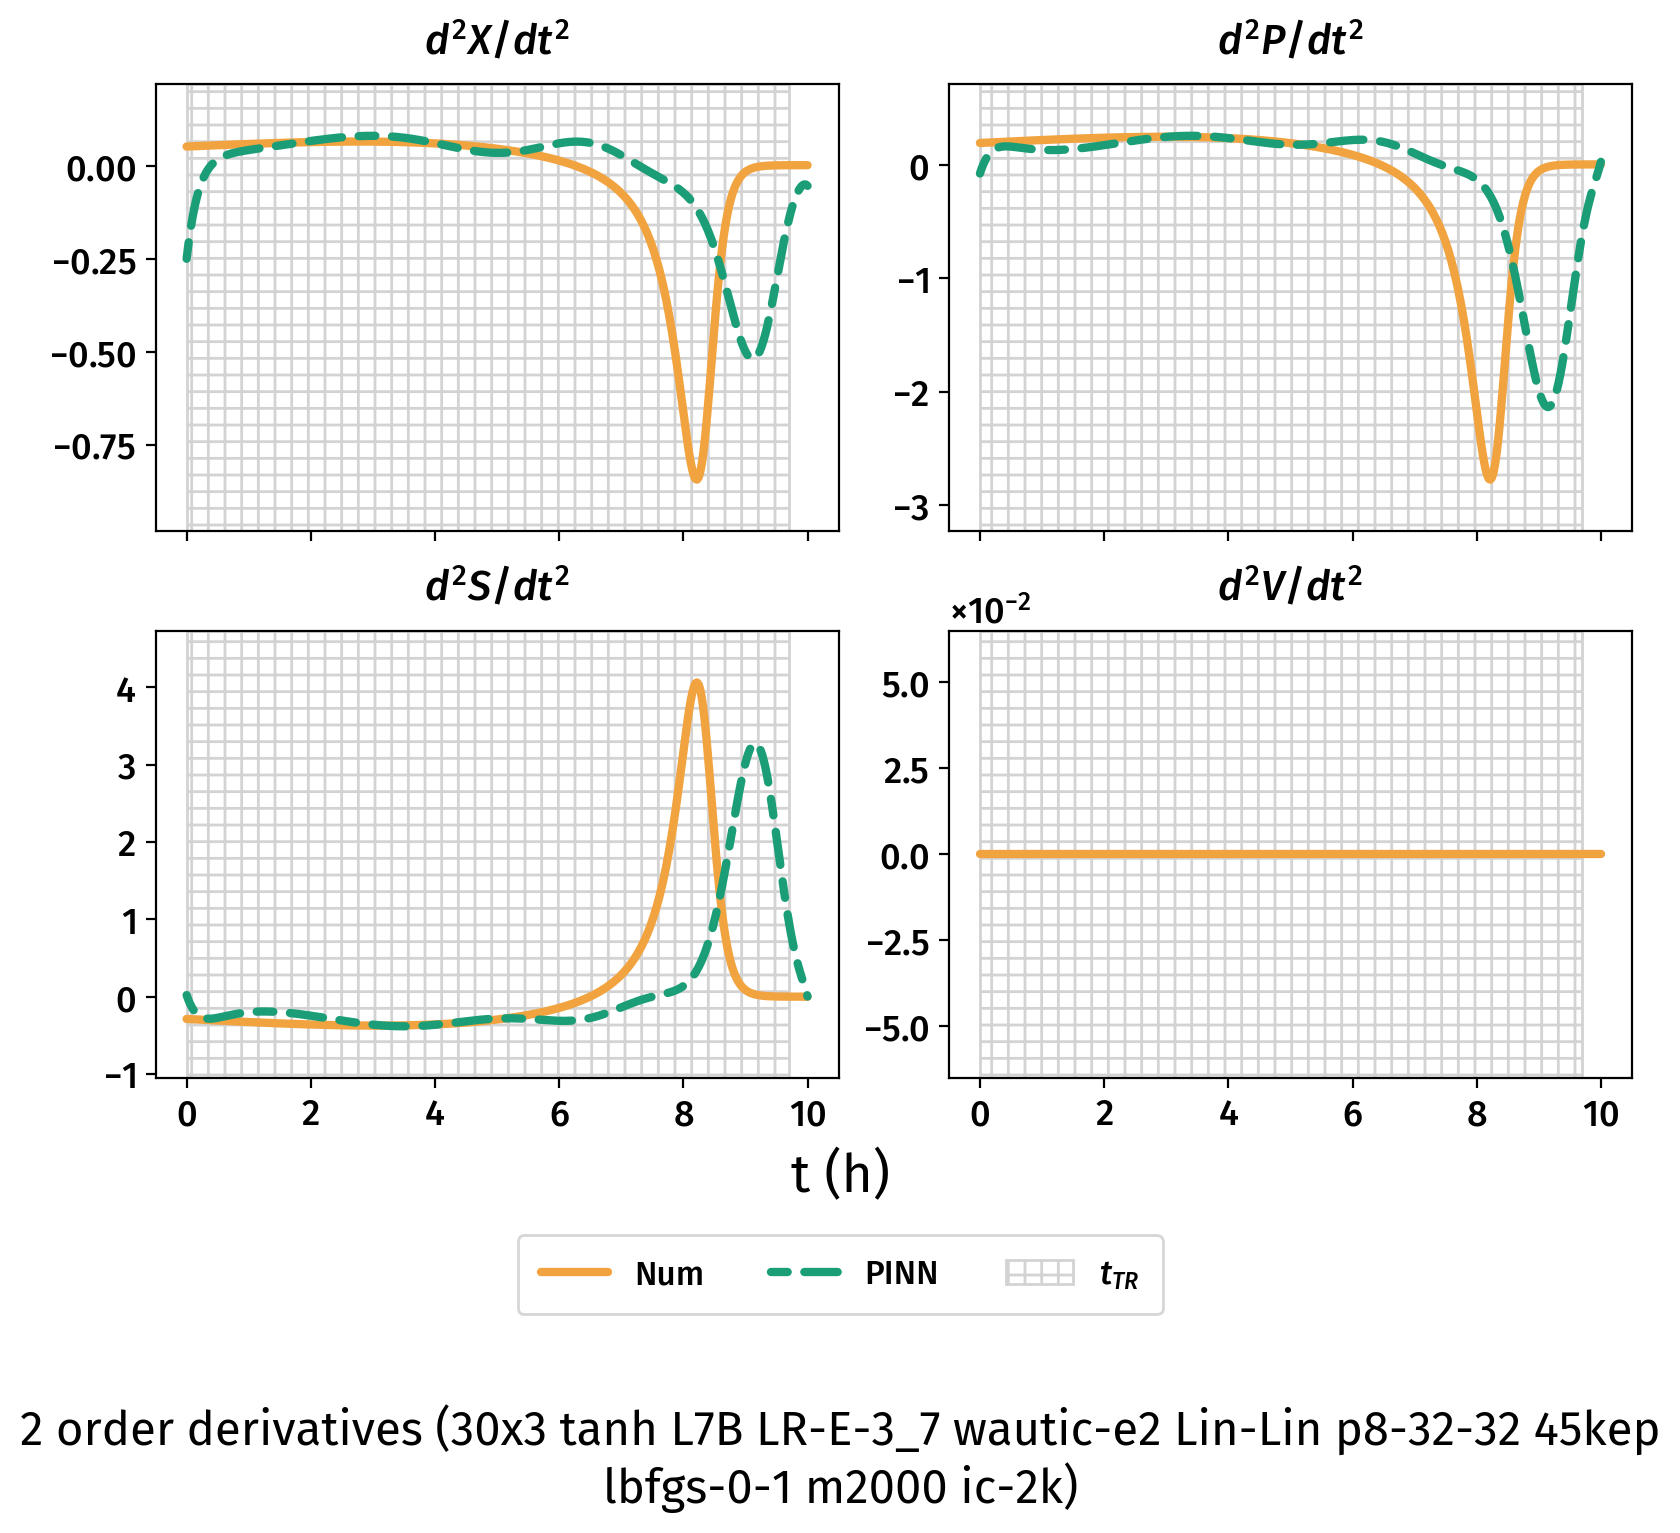 d²X/dt²
d²P/dt²
0.00
−0.25
−0.50
−0.75
0
−1
−2
−3
d²S/dt²
d²V/dt²
×10⁻²
4
3
2
1
0
−1
5.0
2.5
0.0
−2.5
−5.0
0 2 4 6 8 10
0 2 4 6 8 10
t (h)
Num PINN t_TR
2 order derivatives (30x3 tanh L7B LR-E-3_7 wautic-e2 Lin-Lin p8-32-32 45kep
lbfgs-0-1 m2000 ic-2k)